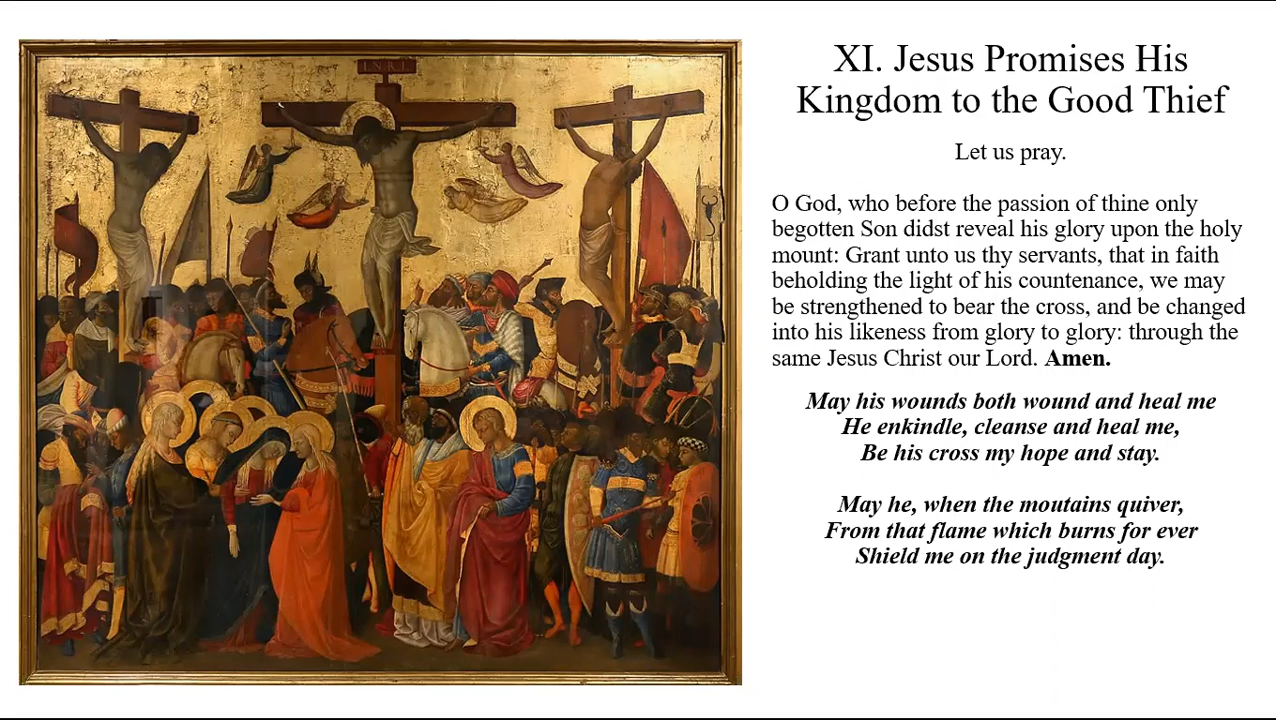 INRI
XI. Jesus Promises His
Kingdom to the Good Thief
Let us pray.
O God, who before the passion of thine only
begotten Son didst reveal his glory upon the holy
mount: Grant unto us thy servants, that in faith
beholding the light of his countenance, we may
be strengthened to bear the cross, and be changed
into his likeness from glory to glory: through the
same Jesus Christ our Lord. Amen.
May his wounds both wound and heal me
He enkindle, cleanse and heal me,
Be his cross my hope and stay.
May he, when the moutains quiver,
From that flame which burns for ever
Shield me on the judgment day.